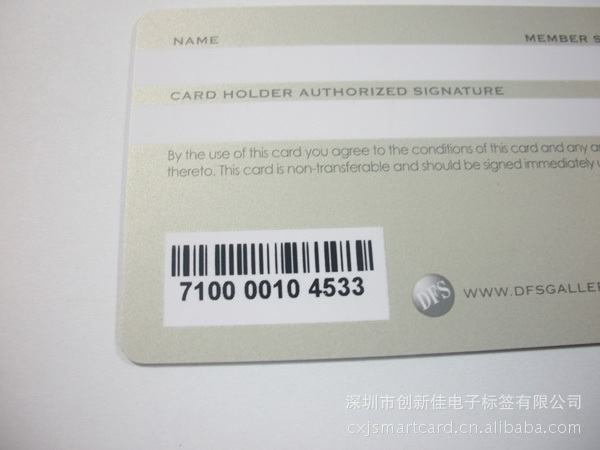 NAME MEMBER S
CARD HOLDER AUTHORIZED SIGNATURE
By the use of this card you agree to the conditions of this card and any
thereto. This card is non-transferable and should be signed immediately
7100 0010 4533
DFS WWW.DFSGALLE
深圳市创新佳电子标签有限公司
cxjsmartcard.cn.alibaba.com